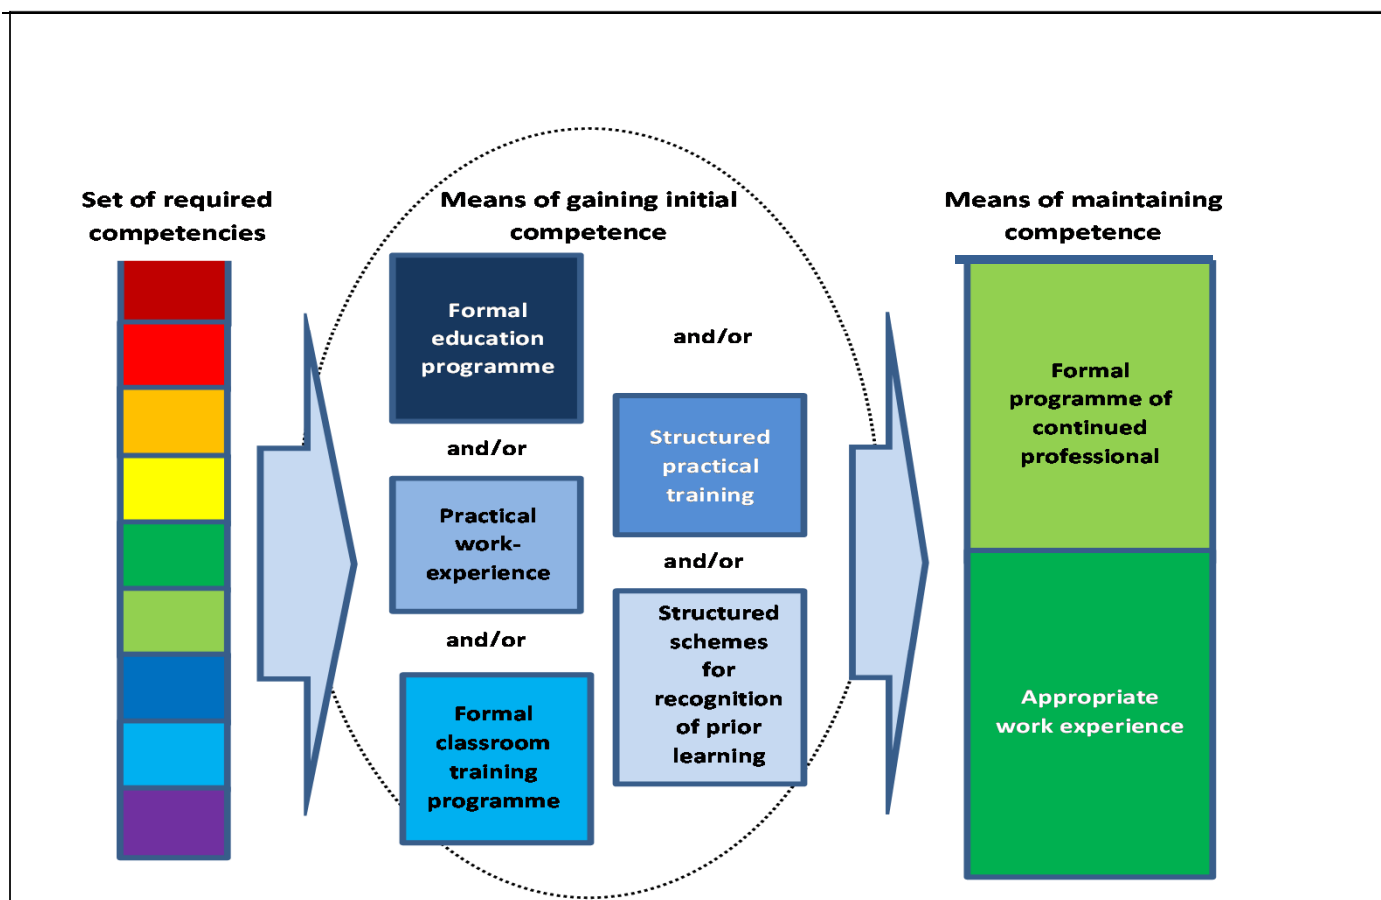 Set of required
competencies
Means of gaining initial
competence
Formal
education
programme
and/or
Practical
work-
experience
and/or
Formal
classroom
training
programme
and/or
Structured
practical
training
and/or
Structured
schemes
for
recognition
of prior
learning
Means of maintaining
competence
Formal
programme of
continued
professional
Appropriate
work experience